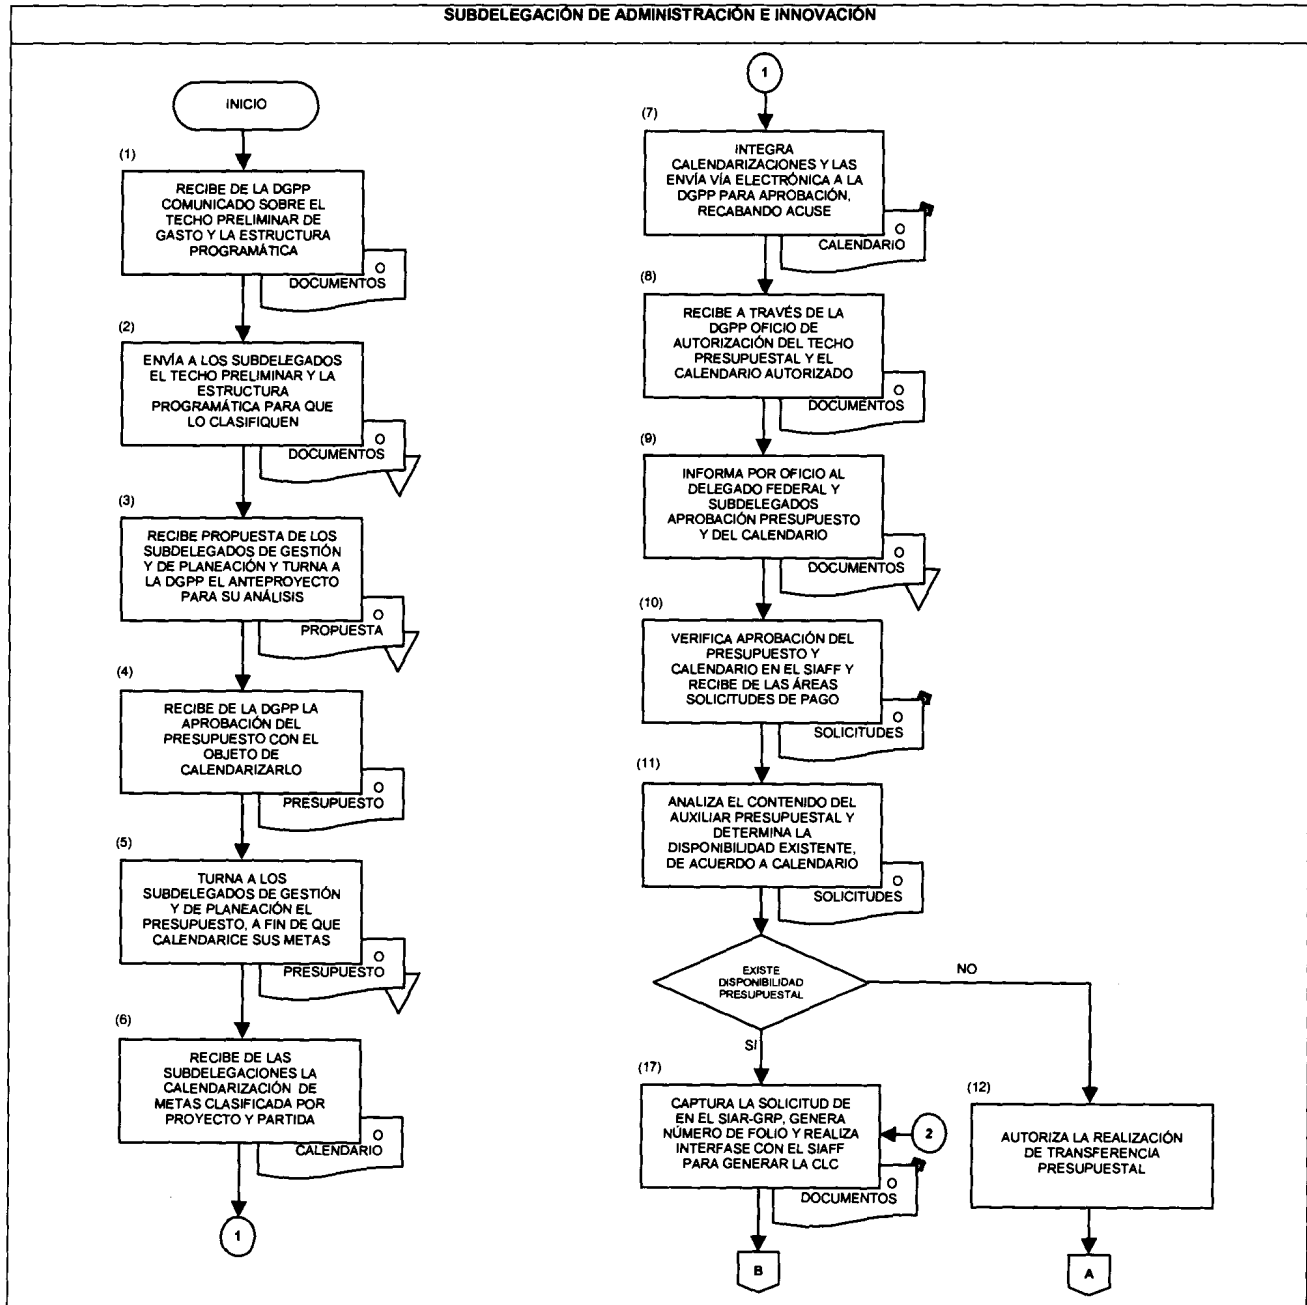 SUBDELEGACIÓN DE ADMINISTRACIÓN E INNOVACIÓN
INICIO
(1)
RECIBE DE LA DGPP
COMUNICADO SOBRE EL
TECHO PRELIMINAR DE
GASTO Y LA ESTRUCTURA
PROGRAMÁTICA
O
DOCUMENTOS
(2)
ENVÍA A LOS SUBDELEGADOS
EL TECHO PRELIMINAR Y LA
ESTRUCTURA
PROGRAMÁTICA PARA QUE
LO CLASIFIQUEN
O
DOCUMENTOS
(3)
RECIBE PROPUESTA DE LOS
SUBDELEGADOS DE GESTIÓN
Y DE PLANEACIÓN Y TURNA A
LA DGPP EL ANTEPROYECTO
PARA SU ANÁLISIS
O
PROPUESTA
(4)
RECIBE DE LA DGPP LA
APROBACIÓN DEL
PRESUPUESTO CON EL
OBJETO DE
CALENDARIZARLO
O
PRESUPUESTO
(5)
TURNA A LOS
SUBDELEGADOS DE GESTIÓN
Y DE PLANEACIÓN EL
PRESUPUESTO, A FIN DE QUE
CALENDARICE SUS METAS
O
PRESUPUESTO
(6)
RECIBE DE LAS
SUBDELEGACIONES LA
CALENDARIZACIÓN DE
METAS CLASIFICADA POR
PROYECTO Y PARTIDA
O
CALENDARIO
1
1
(7)
INTEGRA
CALENDARIZACIONES Y LAS
ENVÍA VÍA ELECTRÓNICA A LA
DGPP PARA APROBACIÓN,
RECABANDO ACUSE
O
CALENDARIO
(8)
RECIBE A TRAVÉS DE LA
DGPP OFICIO DE
AUTORIZACIÓN DEL TECHO
PRESUPUESTAL Y EL
CALENDARIO AUTORIZADO
O
DOCUMENTOS
(9)
INFORMA POR OFICIO AL
DELEGADO FEDERAL Y
SUBDELEGADOS
APROBACIÓN PRESUPUESTO
Y DEL CALENDARIO
O
DOCUMENTOS
(10)
VERIFICA APROBACIÓN DEL
PRESUPUESTO Y
CALENDARIO EN EL SIAFF Y
RECIBE DE LAS ÁREAS
SOLICITUDES DE PAGO
O
SOLICITUDES
(11)
ANALIZA EL CONTENIDO DEL
AUXILIAR PRESUPUESTAL Y
DETERMINA LA
DISPONIBILIDAD EXISTENTE,
DE ACUERDO A CALENDARIO
O
SOLICITUDES
EXISTE
DISPONIBILIDAD
PRESUPUESTAL
NO
SI
(17)
CAPTURA LA SOLICITUD DE
EN EL SIAR-GRP, GENERA
NÚMERO DE FOLIO Y REALIZA
INTERFASE CON EL SIAFF
PARA GENERAR LA CLC
O
DOCUMENTOS
2
B
(12)
AUTORIZA LA REALIZACIÓN
DE TRANSFERENCIA
PRESUPUESTAL
A